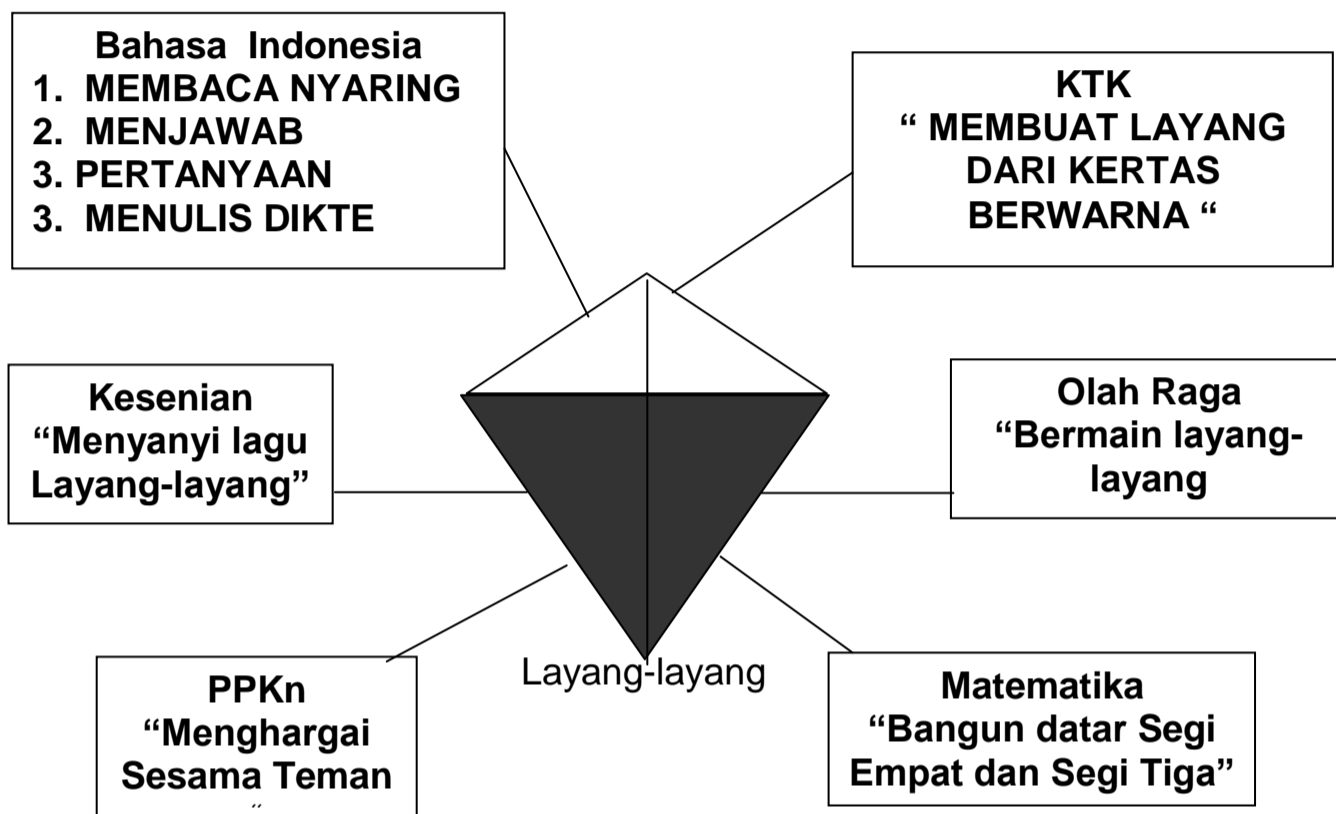 Bahasa Indonesia
1. MEMBACA NYARING
2. MENJAWAB
3. PERTANYAAN
3. MENULIS DIKTE
KTK
“ MEMBUAT LAYANG
DARI KERTAS
BERWARNA “
Kesenian
“Menyanyi lagu
Layang-layang”
Olah Raga
“Bermain layang-
layang
PPKn
“Menghargai
Sesama Teman
“
Layang-layang
Matematika
“Bangun datar Segi
Empat dan Segi Tiga”